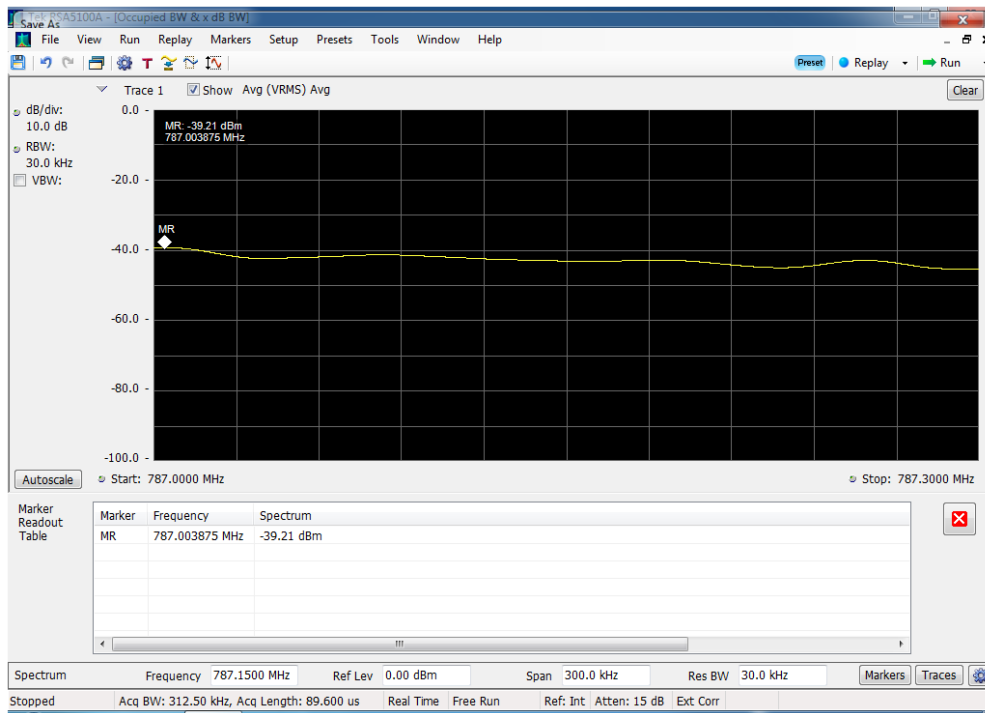 Tek RSA5100A - [Occupied BW & x dB BW]
Save As
File View Run Replay Markers Setup Presets Tools Window Help
T Preset Replay Run
Trace 1 Show Avg (VRMS) Avg Clear
dB/div:
10.0 dB
RBW:
30.0 kHz
VBW:
0.0
-20.0
-40.0
-60.0
-80.0
-100.0
MR: -39.21 dBm
787.003875 MHz
MR
Autoscale Start: 787.0000 MHz Stop: 787.3000 MHz
Marker
Readout
Table
Marker Frequency Spectrum
MR 787.003875 MHz -39.21 dBm
Spectrum Frequency 787.1500 MHz Ref Lev 0.00 dBm Span 300.0 kHz Res BW 30.0 kHz Markers Traces
Stopped Acq BW: 312.50 kHz, Acq Length: 89.600 us Real Time Free Run Ref: Int Atten: 15 dB Ext Corr